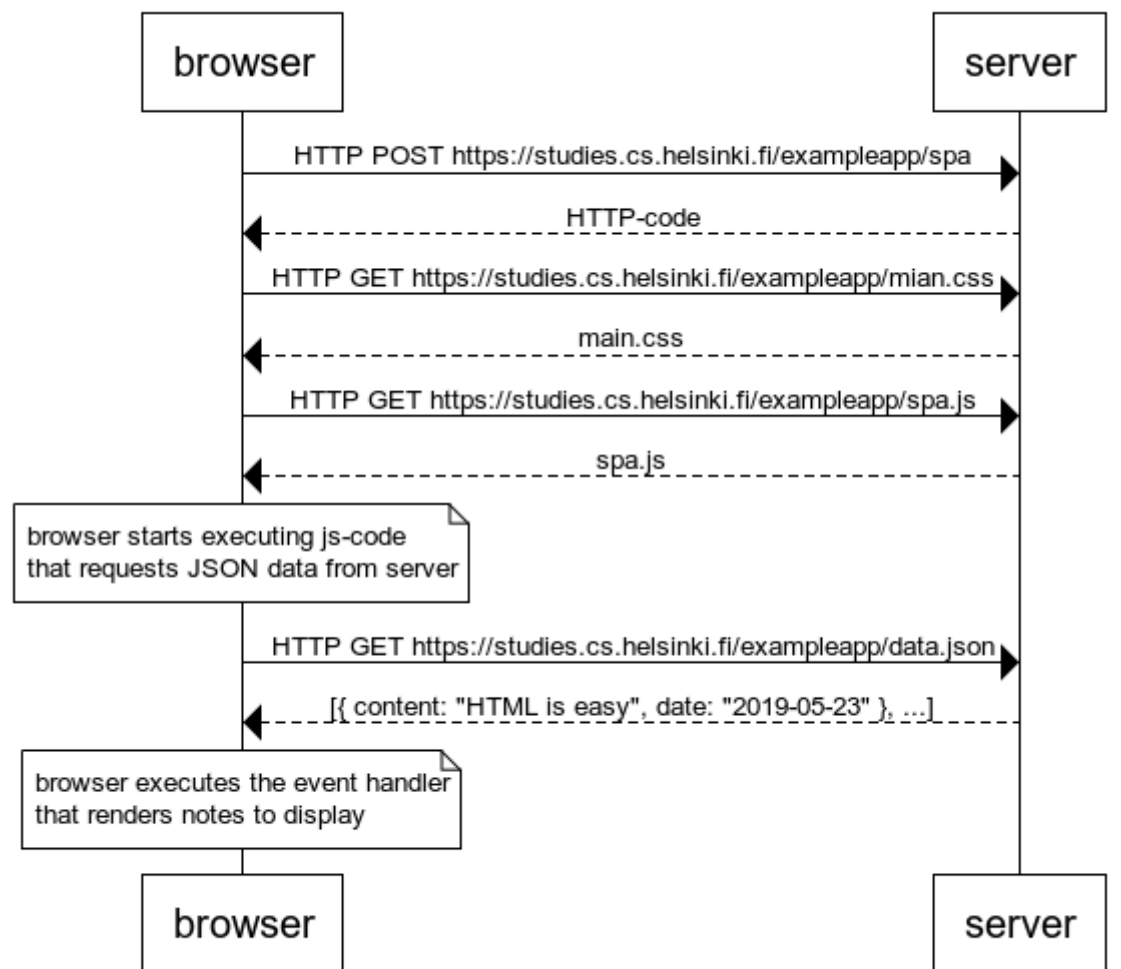 browser
server
HTTP POST https://studies.cs.helsinki.fi/exampleapp/spa
HTTP-code
HTTP GET https://studies.cs.helsinki.fi/exampleapp/mian.css
main.css
HTTP GET https://studies.cs.helsinki.fi/exampleapp/spa.js
spa.js
browser starts executing js-code
that requests JSON data from server
HTTP GET https://studies.cs.helsinki.fi/exampleapp/data.json
[{ content: "HTML is easy", date: "2019-05-23" }, ...]
browser executes the event handler
that renders notes to display
browser
server